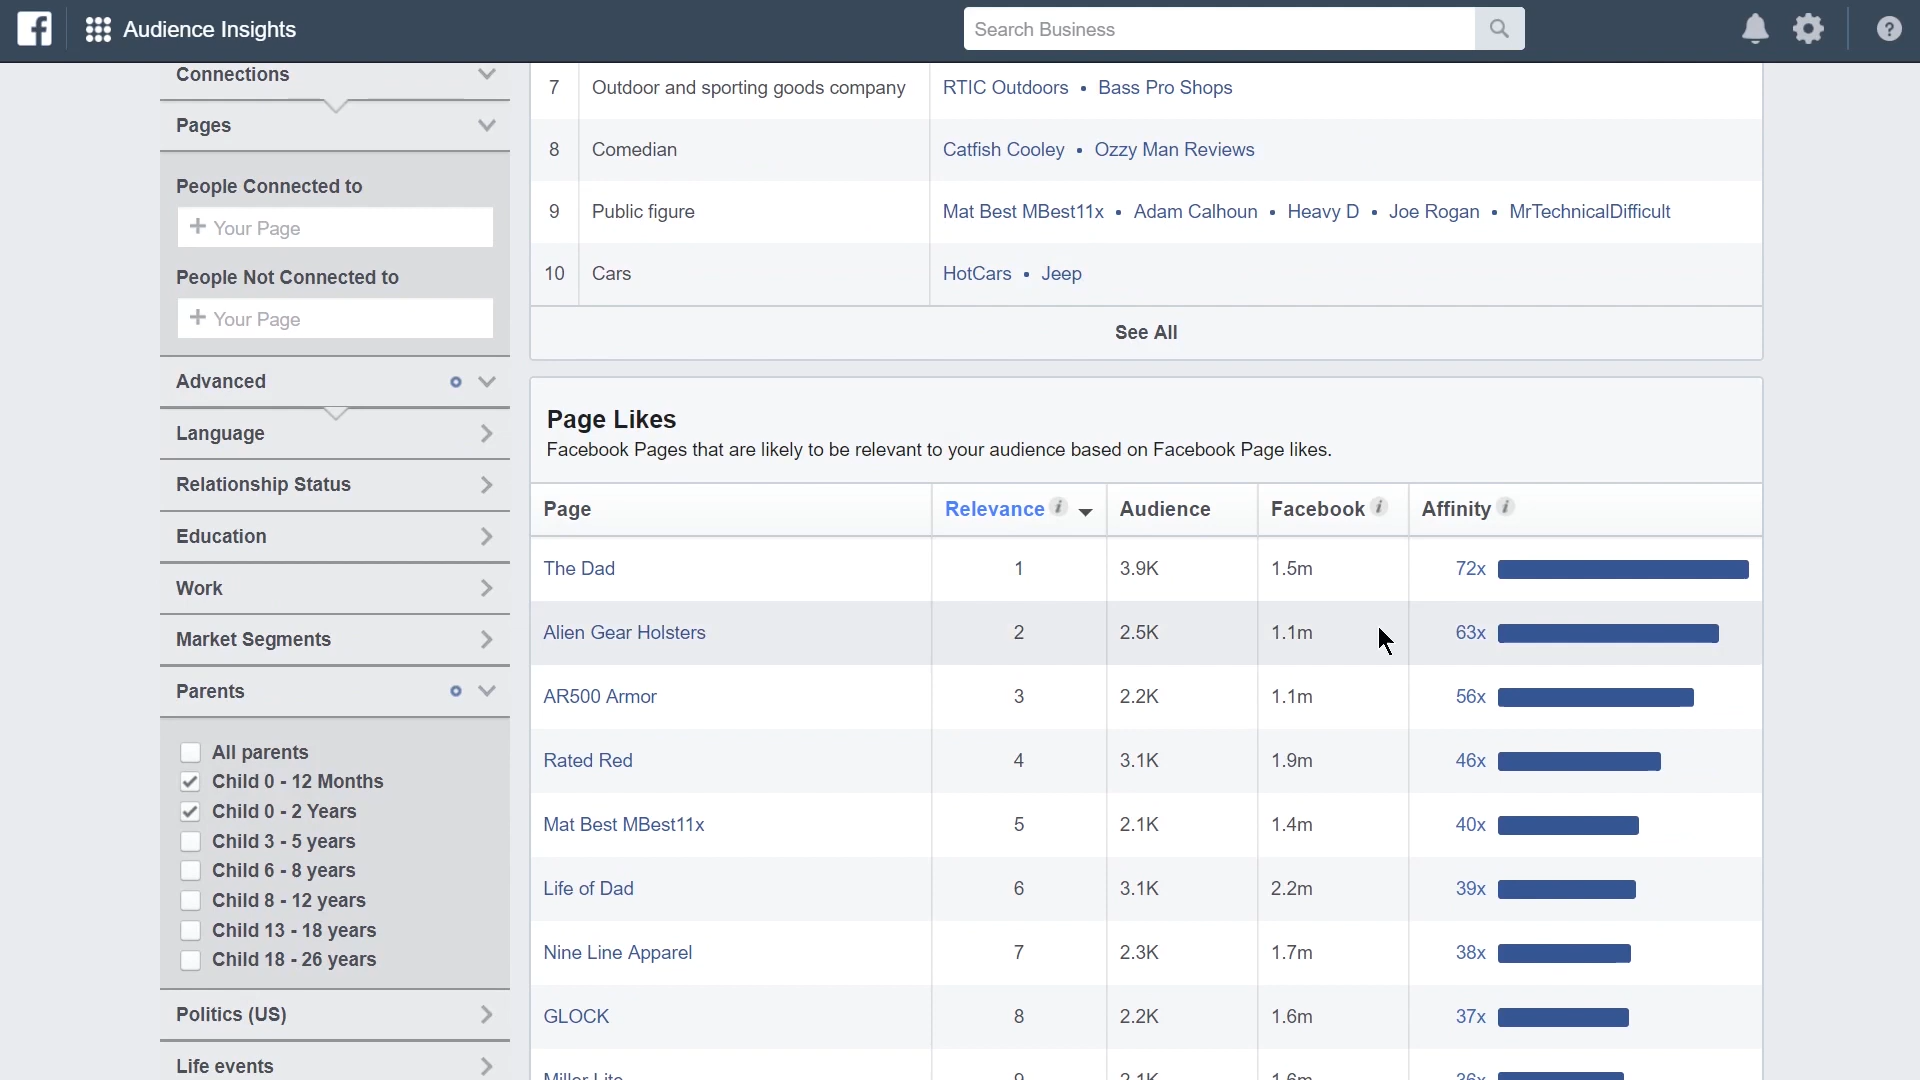 Audience Insights
Search Business
Connections
Pages
People Connected to
+ Your Page
People Not Connected to
+ Your Page
Advanced
Language
Relationship Status
Education
Work
Market Segments
Parents
All parents
Child 0 - 12 Months
Child 0 - 2 Years
Child 3 - 5 years
Child 6 - 8 years
Child 8 - 12 years
Child 13 - 18 years
Child 18 - 26 years
Politics (US)
Life events
7 Outdoor and sporting goods company RTIC Outdoors • Bass Pro Shops
8 Comedian Catfish Cooley • Ozzy Man Reviews
9 Public figure Mat Best MBest11x • Adam Calhoun • Heavy D • Joe Rogan • MrTechnicalDifficult
10 Cars HotCars • Jeep
See All
Page Likes
Facebook Pages that are likely to be relevant to your audience based on Facebook Page likes.
Page Relevance Audience Facebook Affinity
The Dad 1 3.9K 1.5m 72x
Alien Gear Holsters 2 2.5K 1.1m 63x
AR500 Armor 3 2.2K 1.1m 56x
Rated Red 4 3.1K 1.9m 46x
Mat Best MBest11x 5 2.1K 1.4m 40x
Life of Dad 6 3.1K 2.2m 39x
Nine Line Apparel 7 2.3K 1.7m 38x
GLOCK 8 2.2K 1.6m 37x
Miller Lite 9 2.1K 1.6m 36x